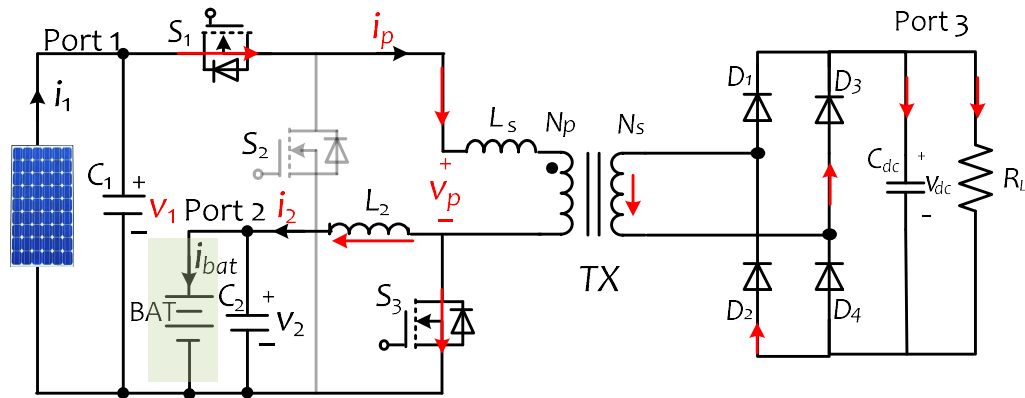 Port 1
S1
ip
Port 3
i1
D1
D3
S2
Ls
Np
Ns
C1
+
v1
−
Port 2
i2
L2
+
vp
−
Cdc
+
vdc
−
RL
ibat
BAT
C2
+
v2
−
S3
TX
D2
D4